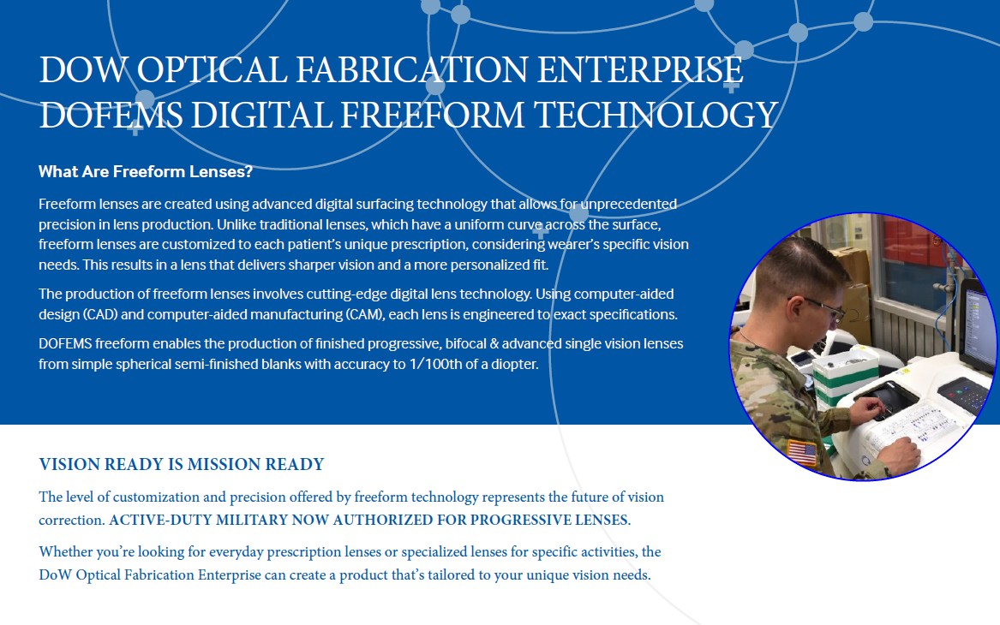 DOW OPTICAL FABRICATION ENTERPRISE
DOFEMS DIGITAL FREEFORM TECHNOLOGY
What Are Freeform Lenses?
Freeform lenses are created using advanced digital surfacing technology that allows for unprecedented
precision in lens production. Unlike traditional lenses, which have a uniform curve across the surface,
freeform lenses are customized to each patient's unique prescription, considering wearer's specific vision
needs. This results in a lens that delivers sharper vision and a more personalized fit.
The production of freeform lenses involves cutting-edge digital lens technology. Using computer-aided
design (CAD) and computer-aided manufacturing (CAM), each lens is engineered to exact specifications.
DOFEMS freeform enables the production of finished progressive, bifocal & advanced single vision lenses
from simple spherical semi-finished blanks with accuracy to 1/100th of a diopter.
VISION READY IS MISSION READY
The level of customization and precision offered by freeform technology represents the future of vision
correction. ACTIVE-DUTY MILITARY NOW AUTHORIZED FOR PROGRESSIVE LENSES.
Whether you're looking for everyday prescription lenses or specialized lenses for specific activities, the
DoW Optical Fabrication Enterprise can create a product that's tailored to your unique vision needs.